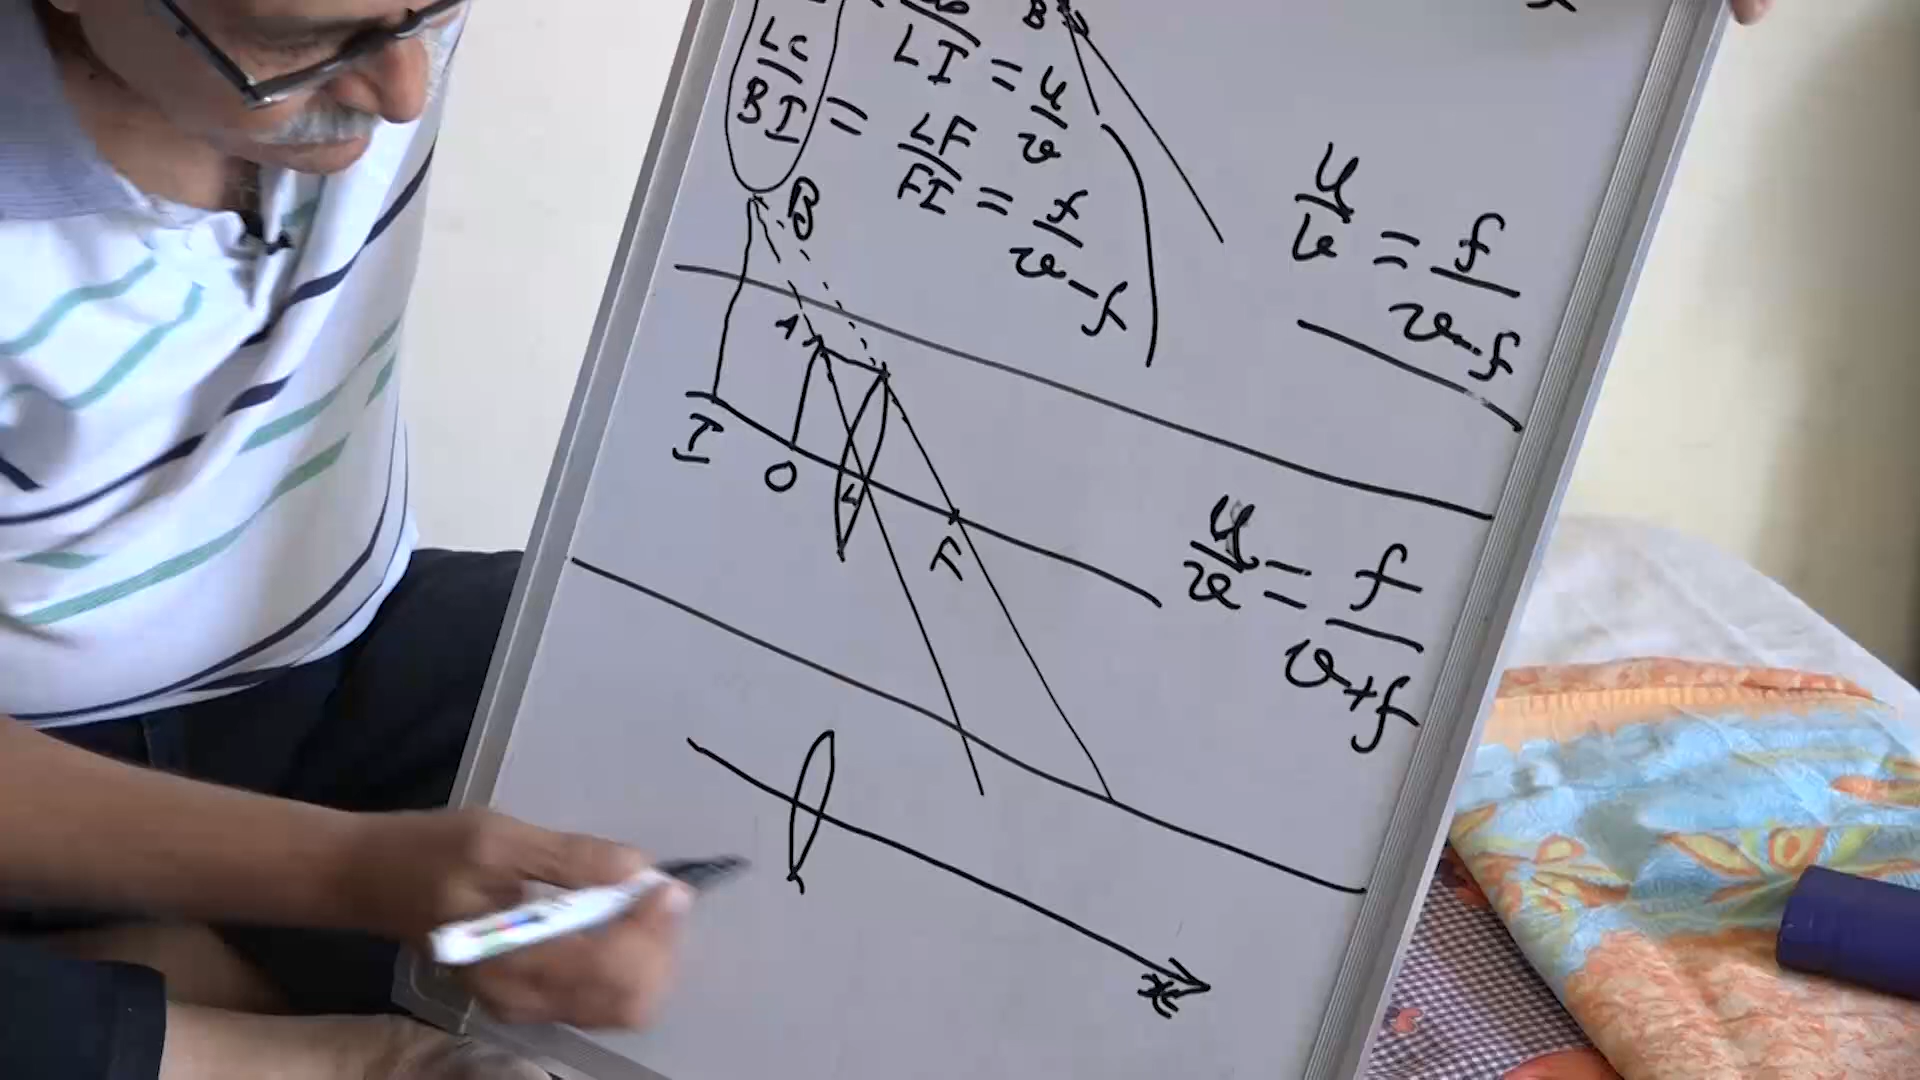 B
LC/BI = LI = u/v
LF/FI = f/(v-f)
u/v = f/(v-f)
B
A
I
O
L
F
u/v = f/(v+f)
x